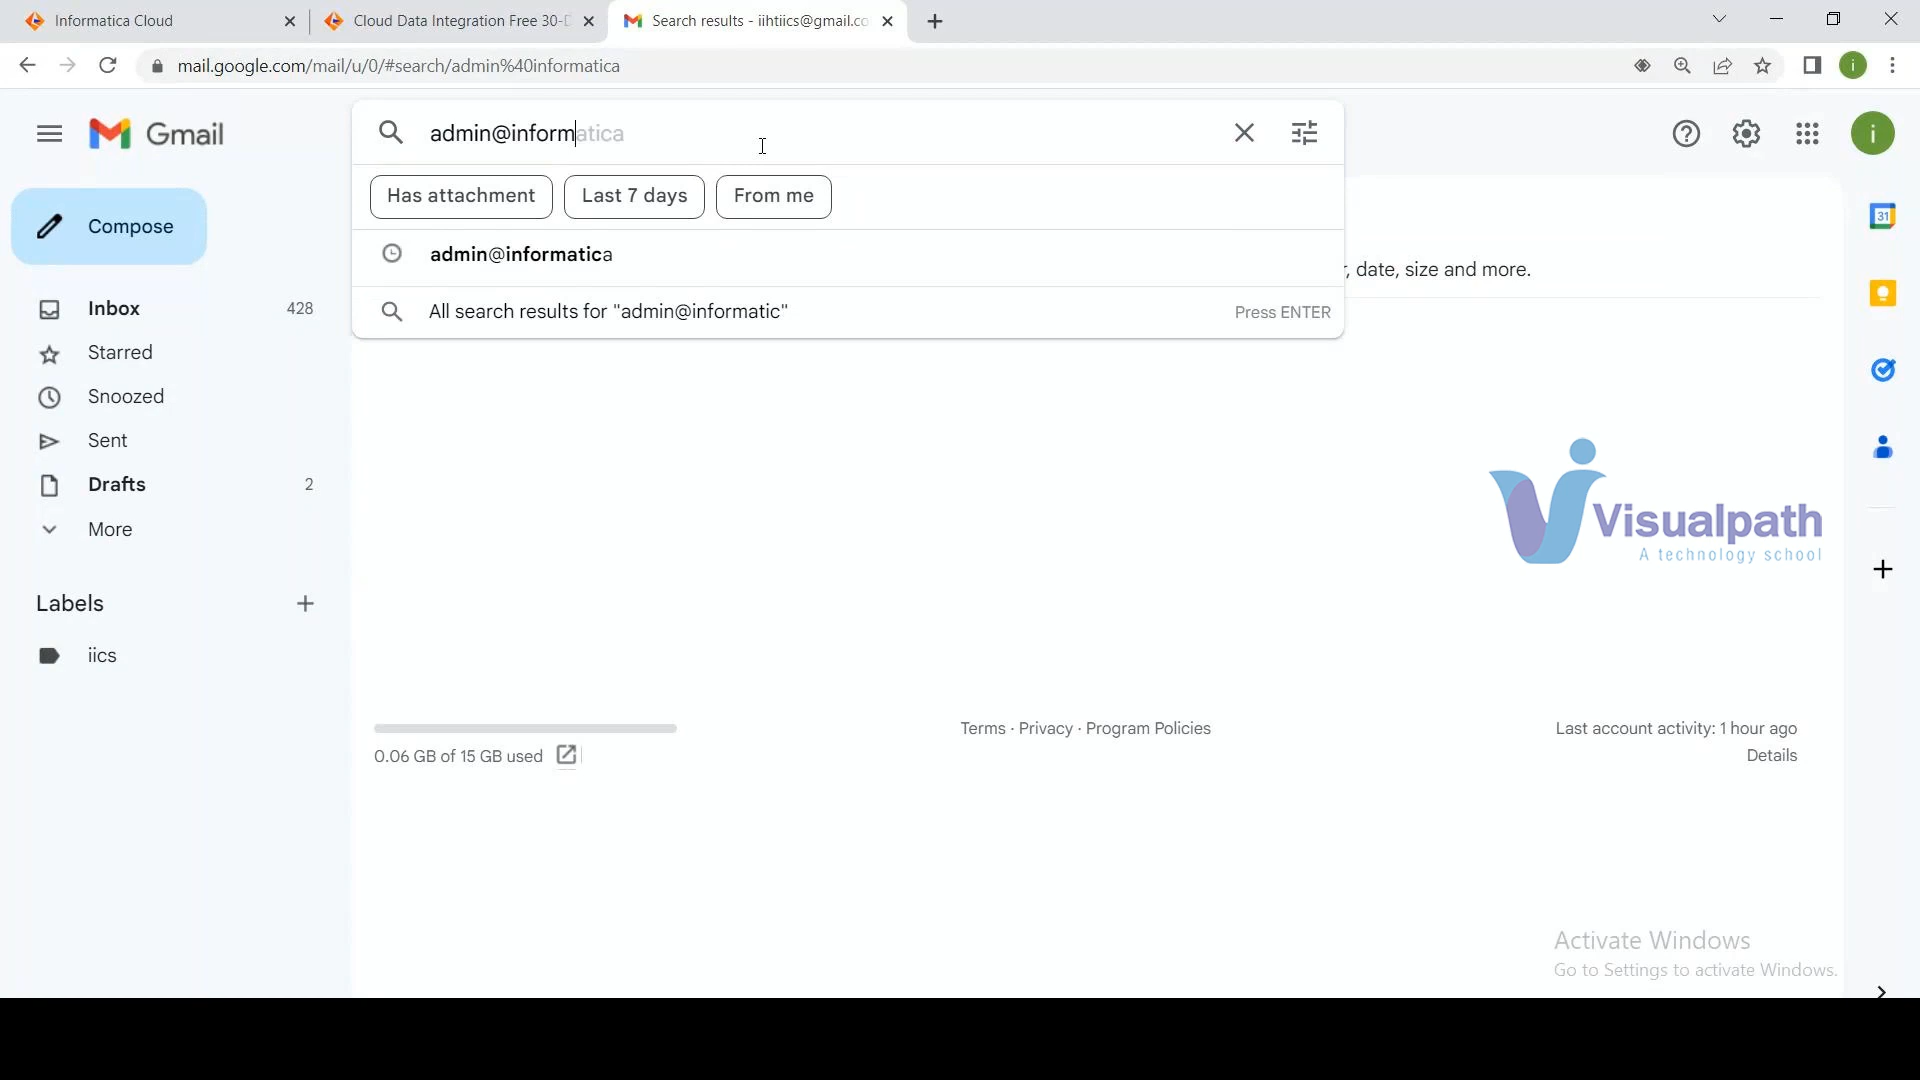 Informatica Cloud
Cloud Data Integration Free 30-D
Search results - iihtiics@gmail.co
mail.google.com/mail/u/0/#search/admin%40informatica
i
Gmail
admin@informatica
i
Has attachment
Last 7 days
From me
Compose
31
admin@informatica
, date, size and more.
Inbox
428
All search results for "admin@informatic"
Press ENTER
Starred
Snoozed
Sent
Drafts
2
More
Visualpath
A technology school
Labels
iics
Terms · Privacy · Program Policies
Last account activity: 1 hour ago
0.06 GB of 15 GB used
Details
Activate Windows
Go to Settings to activate Windows.